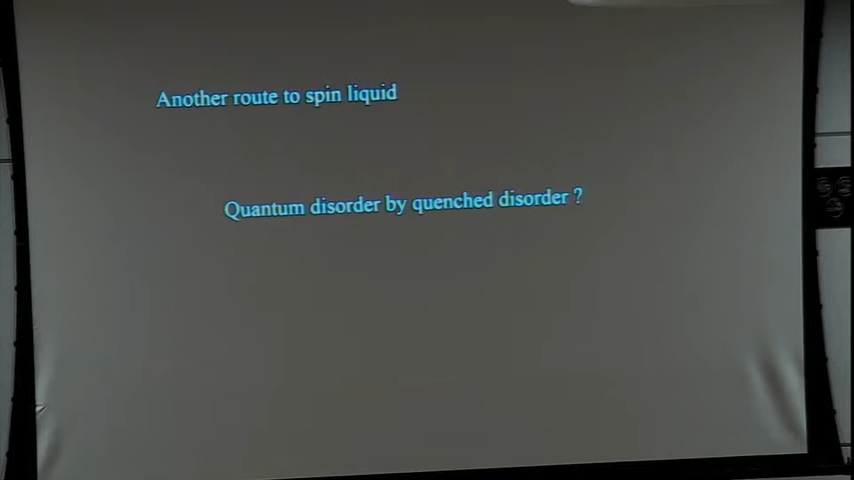 Another route to spin liquid
Quantum disorder by quenched disorder ?